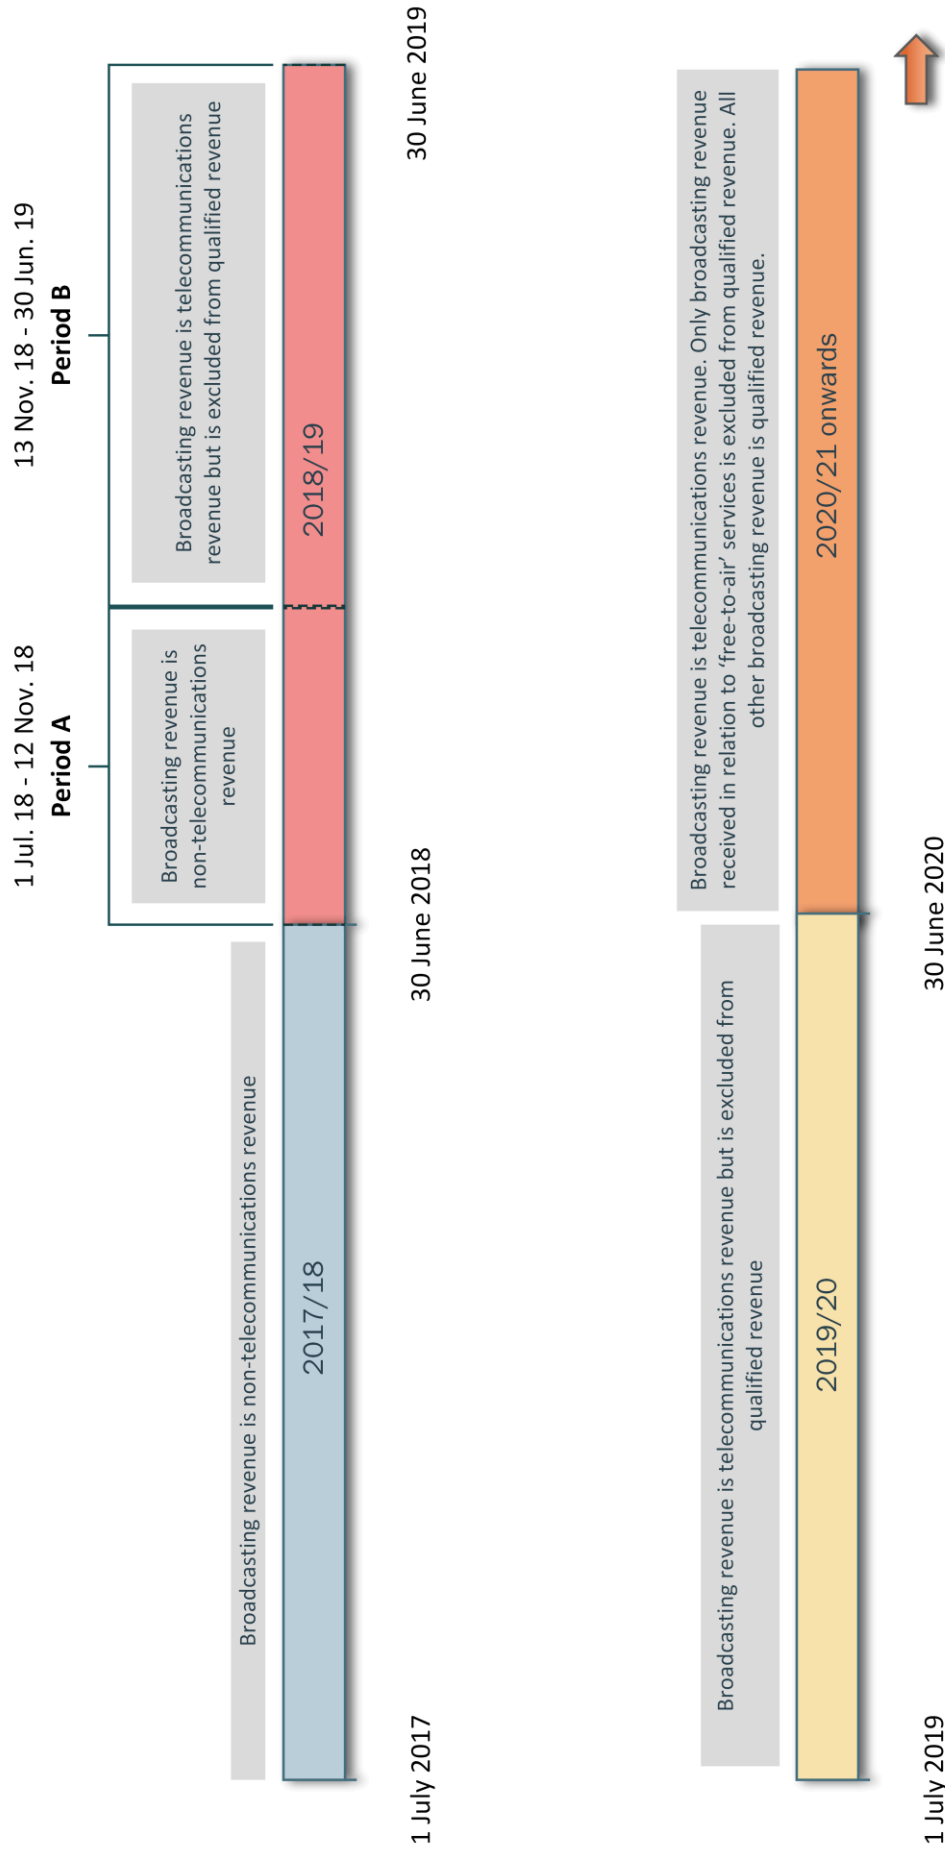 1 Jul. 18 - 12 Nov. 18
Period A
13 Nov. 18 - 30 Jun. 19
Period B
Broadcasting revenue is non-telecommunications revenue
Broadcasting revenue is
non-telecommunications
revenue
Broadcasting revenue is telecommunications
revenue but is excluded from qualified revenue
2017/18
2018/19
1 July 2017
30 June 2018
30 June 2019
Broadcasting revenue is telecommunications revenue but is excluded from
qualified revenue
Broadcasting revenue is telecommunications revenue. Only broadcasting revenue
received in relation to ‘free-to-air’ services is excluded from qualified revenue. All
other broadcasting revenue is qualified revenue.
2019/20
2020/21 onwards
1 July 2019
30 June 2020